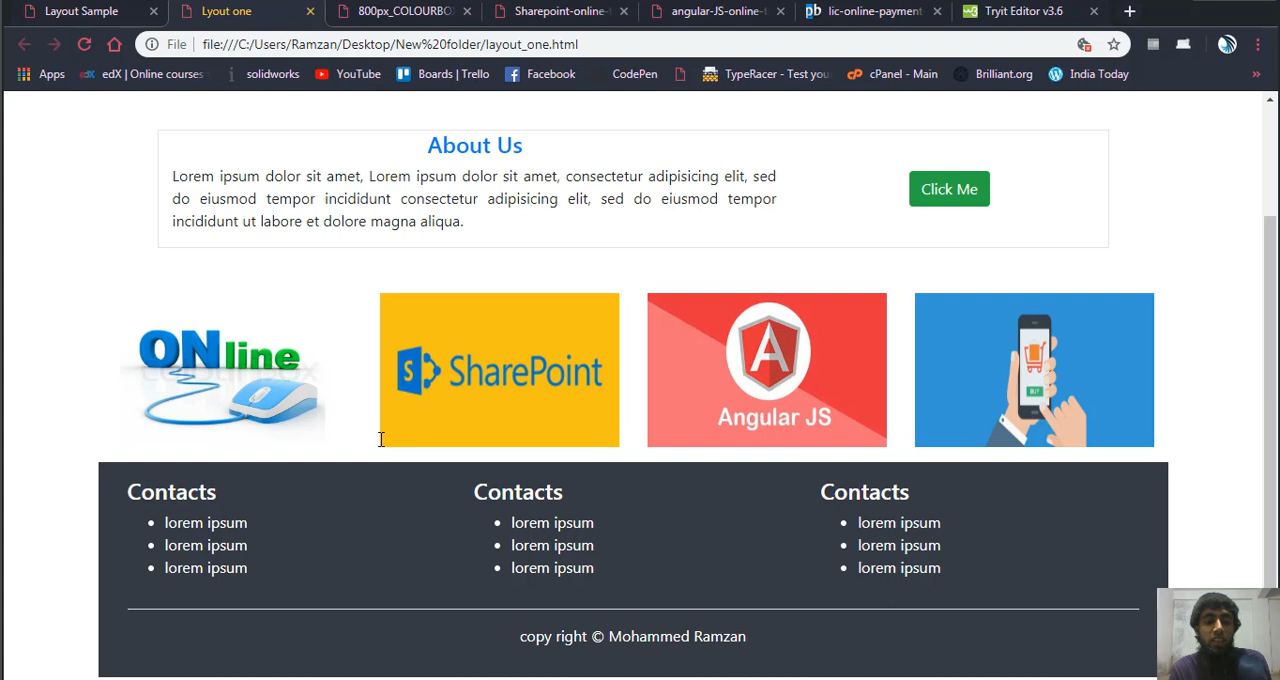 Layout Sample
Lyout one
800px_COLOURBO
Sharepoint-online-
angular-JS-online-t
pb lic-online-payment
w3 Tryit Editor v3.6
File file:///C:/Users/Ramzan/Desktop/New%20folder/layout_one.html
Apps
edX edX | Online courses
solidworks
YouTube
Boards | Trello
Facebook
CodePen
TypeRacer - Test you
cP cPanel - Main
Brilliant.org
India Today
»
About Us
Lorem ipsum dolor sit amet, Lorem ipsum dolor sit amet, consectetur adipisicing elit, sed
do eiusmod tempor incididunt consectetur adipisicing elit, sed do eiusmod tempor
incididunt ut labore et dolore magna aliqua.
Click Me
ONline
S SharePoint
A
Angular JS
BUY
Contacts
lorem ipsum
lorem ipsum
lorem ipsum
Contacts
lorem ipsum
lorem ipsum
lorem ipsum
Contacts
lorem ipsum
lorem ipsum
lorem ipsum
copy right © Mohammed Ramzan